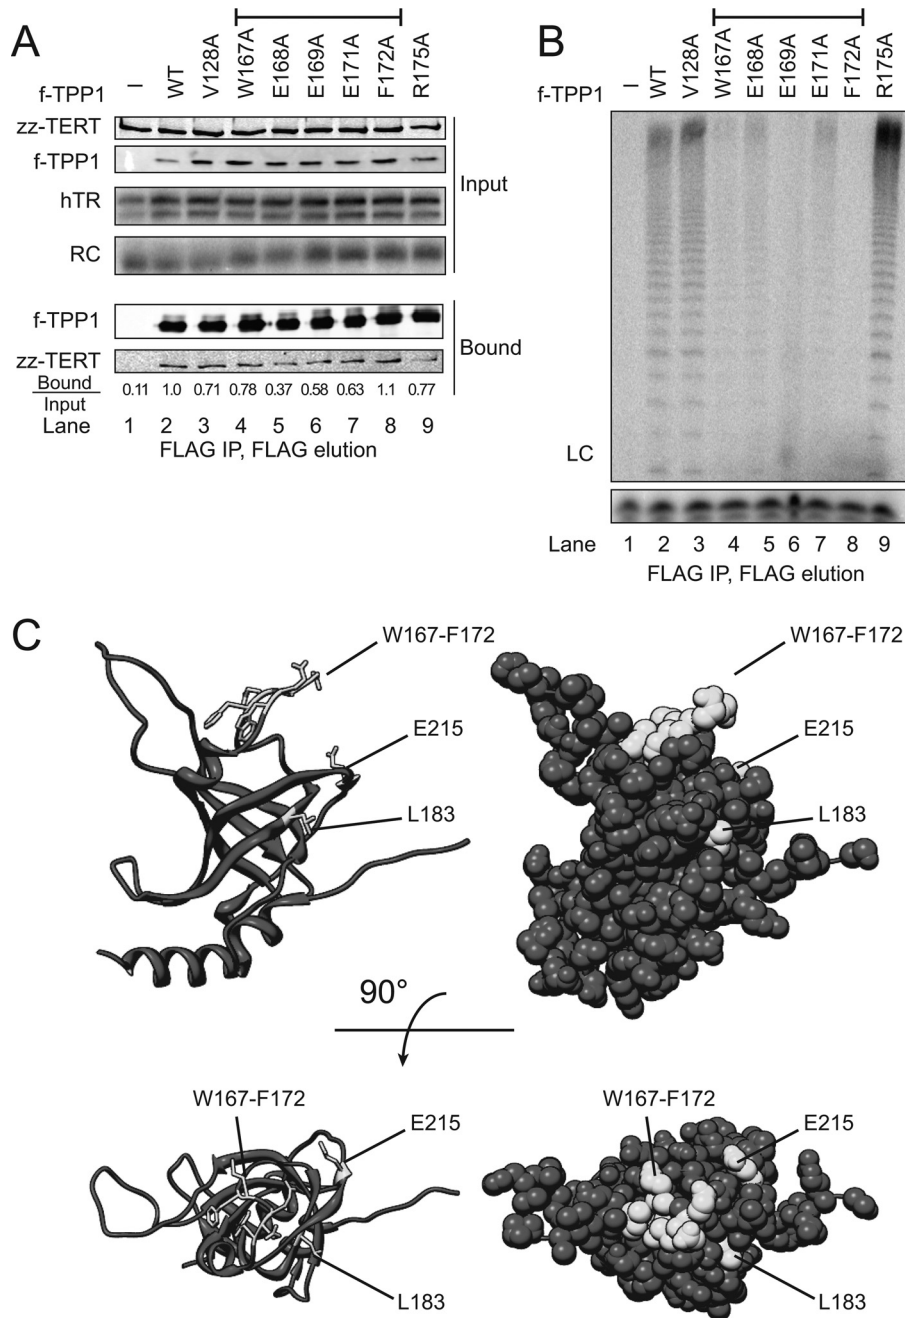 A
f-TPP1 – WT V128A W167A E168A E169A E171A F172A R175A
zz-TERT
f-TPP1
hTR
RC
Input
f-TPP1
zz-TERT
Bound
Bound
Input
0.11 1.0 0.71 0.78 0.37 0.58 0.63 1.1 0.77
Lane 1 2 3 4 5 6 7 8 9
FLAG IP, FLAG elution
B
f-TPP1 – WT V128A W167A E168A E169A E171A F172A R175A
LC
Lane 1 2 3 4 5 6 7 8 9
FLAG IP, FLAG elution
C
W167-F172
E215
L183
W167-F172
E215
L183
90°
W167-F172
E215
L183
W167-F172
E215
L183